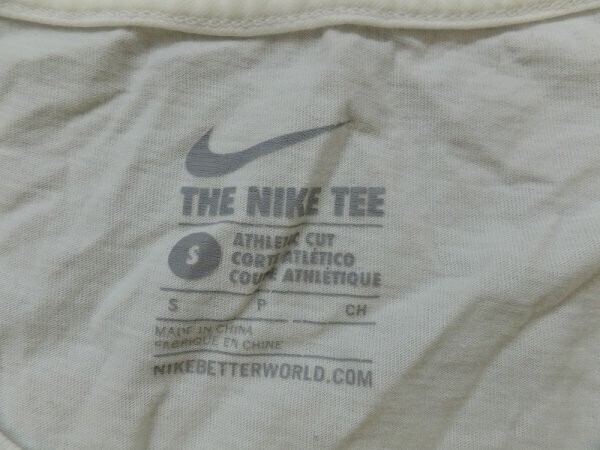 THE NIKE TEE
S
ATHLETIC CUT
CORTE ATLÉTICO
COUPE ATHLÉTIQUE
S P CH
MADE IN CHINA
FABRIQUÉ EN CHINE
NIKEBETTERWORLD.COM